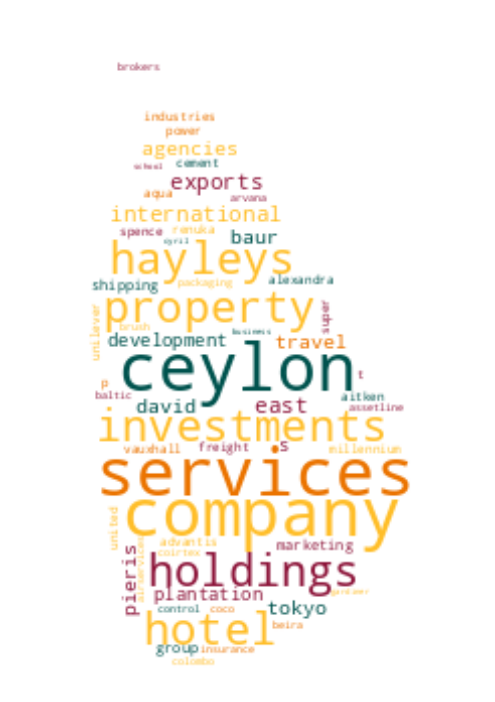 brokers
industries
power
agencies
school cement
exports
aqua arvana
international
spence renuka
cyril baur
hayleys
shipping packaging alexandra
property super
unilever brush
development business travel
ceylon t
p
baltic aitken
david east assetline
investments
vauxhall freight s millennium
services
company
united advantis marketing
coirtex
holdings
pieris plantation gardiner
control coco tokyo
hotel beira
group insurance
colombo